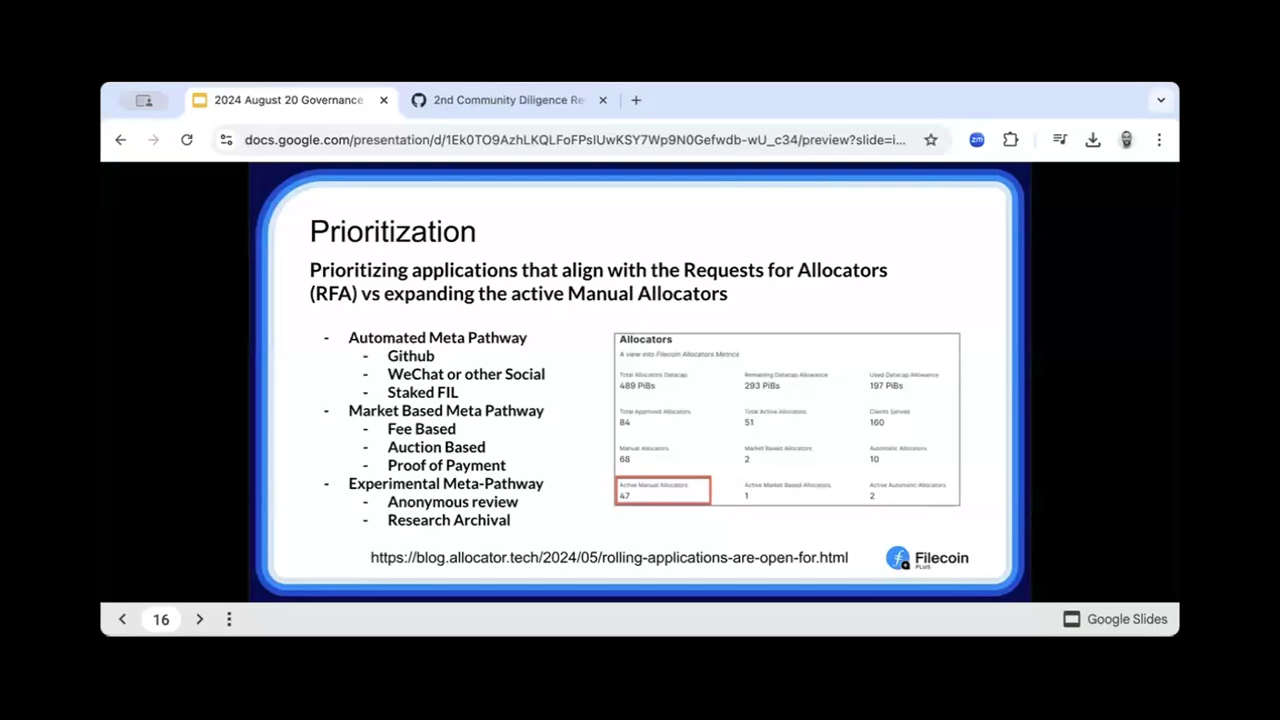 2024 August 20 Governance
2nd Community Diligence Re
docs.google.com/presentation/d/1Ek0TO9AzhLKQLFoFPsIUwKSY7Wp9N0Gefwdb-wU_c34/preview?slide=i...
zm
Prioritization
Prioritizing applications that align with the Requests for Allocators
(RFA) vs expanding the active Manual Allocators
- Automated Meta Pathway
- Github
- WeChat or other Social
- Staked FIL
- Market Based Meta Pathway
- Fee Based
- Auction Based
- Proof of Payment
- Experimental Meta-Pathway
- Anonymous review
- Research Archival
Allocators
A view into Filecoin Allocators Metrics
Total Allocators Datacap Remaining Datacap Allowance Used Datacap Allowance
489 PiBs 293 PiBs 197 PiBs
Total Approved Allocators Total Active Allocators Clients Served
84 51 160
Manual Allocators Market Based Allocators Automatic Allocators
68 2 10
Active Manual Allocators Active Market Based Allocators Active Automatic Allocators
47 1 2
https://blog.allocator.tech/2024/05/rolling-applications-are-open-for.html
Filecoin
PLUS
16
Google Slides